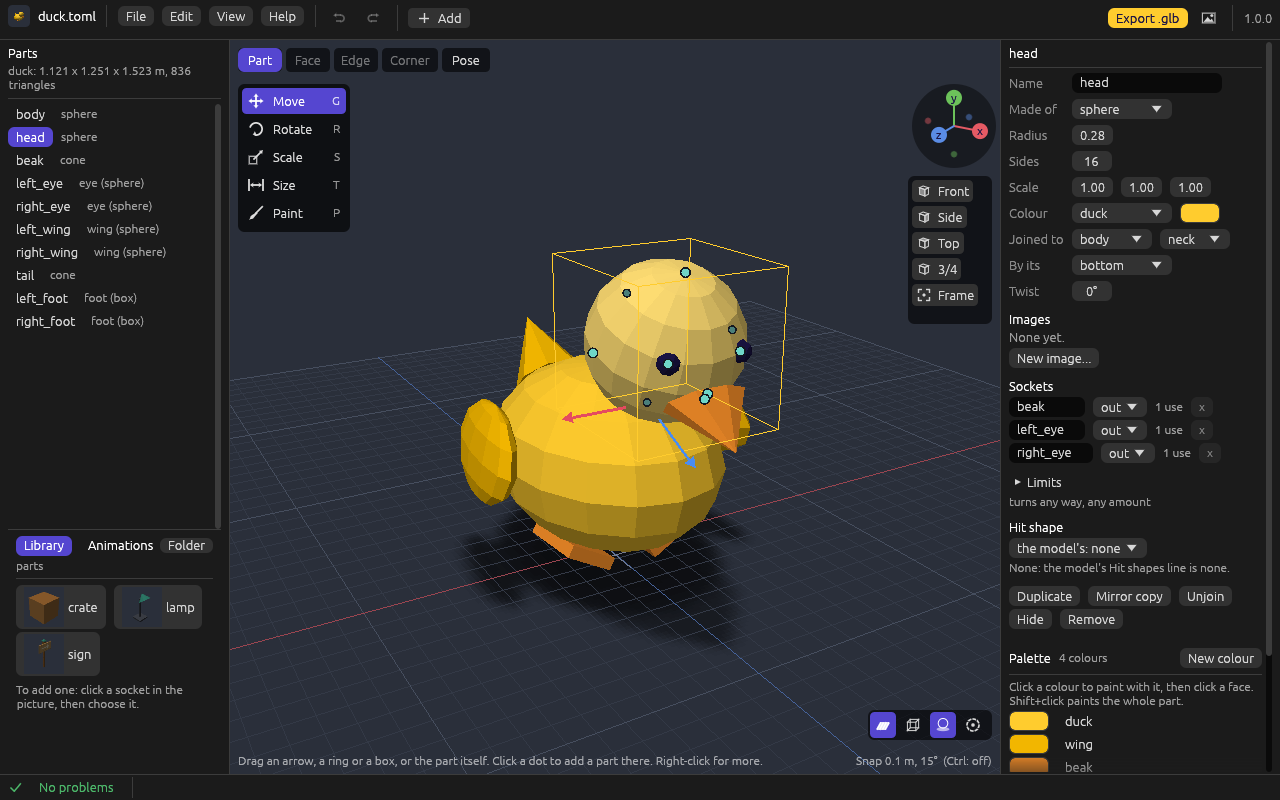 duck.toml File Edit View Help + Add Export .glb 1.0.0
Parts
duck: 1.121 x 1.251 x 1.523 m, 836
triangles
body sphere
head sphere
beak cone
left_eye eye (sphere)
right_eye eye (sphere)
left_wing wing (sphere)
right_wing wing (sphere)
tail cone
left_foot foot (box)
right_foot foot (box)
Library Animations Folder
parts
crate lamp
sign
To add one: click a socket in the
picture, then choose it.
Part Face Edge Corner Pose
Move G
Rotate R
Scale S
Size T
Paint P
y
x
z
Front
Side
Top
3/4
Frame
Drag an arrow, a ring or a box, or the part itself. Click a dot to add a part there. Right-click for more.
Snap 0.1 m, 15° (Ctrl: off)
head
Name head
Made of sphere
Radius 0.28
Sides 16
Scale 1.00 1.00 1.00
Colour duck
Joined to body neck
By its bottom
Twist 0°
Images
None yet.
New image...
Sockets
beak out 1 use x
left_eye out 1 use x
right_eye out 1 use x
Limits
turns any way, any amount
Hit shape
the model's: none
None: the model's Hit shapes line is none.
Duplicate Mirror copy Unjoin
Hide Remove
Palette 4 colours New colour
Click a colour to paint with it, then click a face.
Shift+click paints the whole part.
duck
wing
beak
No problems